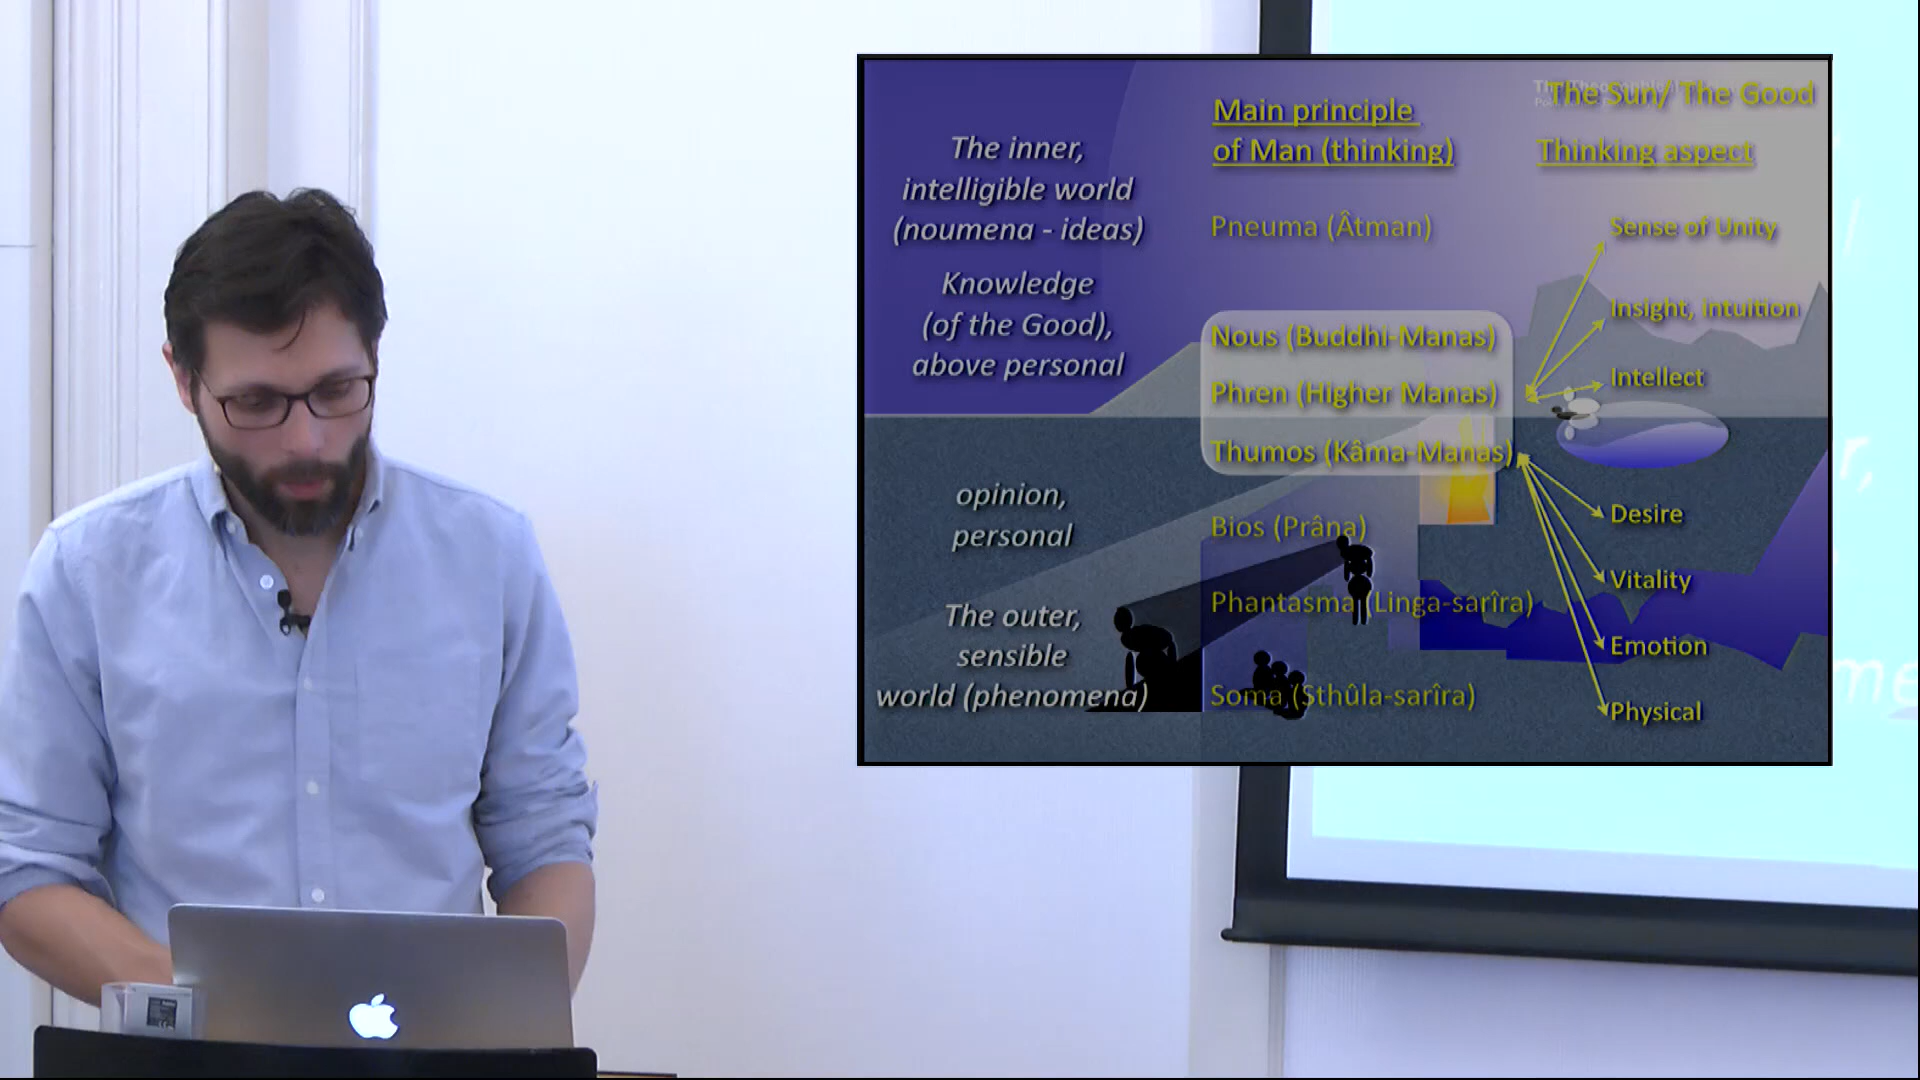 The inner,
intelligible world
(noumena - ideas)
Knowledge
(of the Good),
above personal
opinion,
personal
The outer,
sensible
world (phenomena)
Main principle
of Man (thinking)
Pneuma (Âtman)
Nous (Buddhi-Manas)
Phren (Higher Manas)
Thumos (Kâma-Manas)
Bios (Prâna)
Phantasma (Linga-sarîra)
Soma (Sthûla-sarîra)
The Sun/ The Good
Thinking aspect
Sense of Unity
Insight, intuition
Intellect
Desire
Vitality
Emotion
Physical